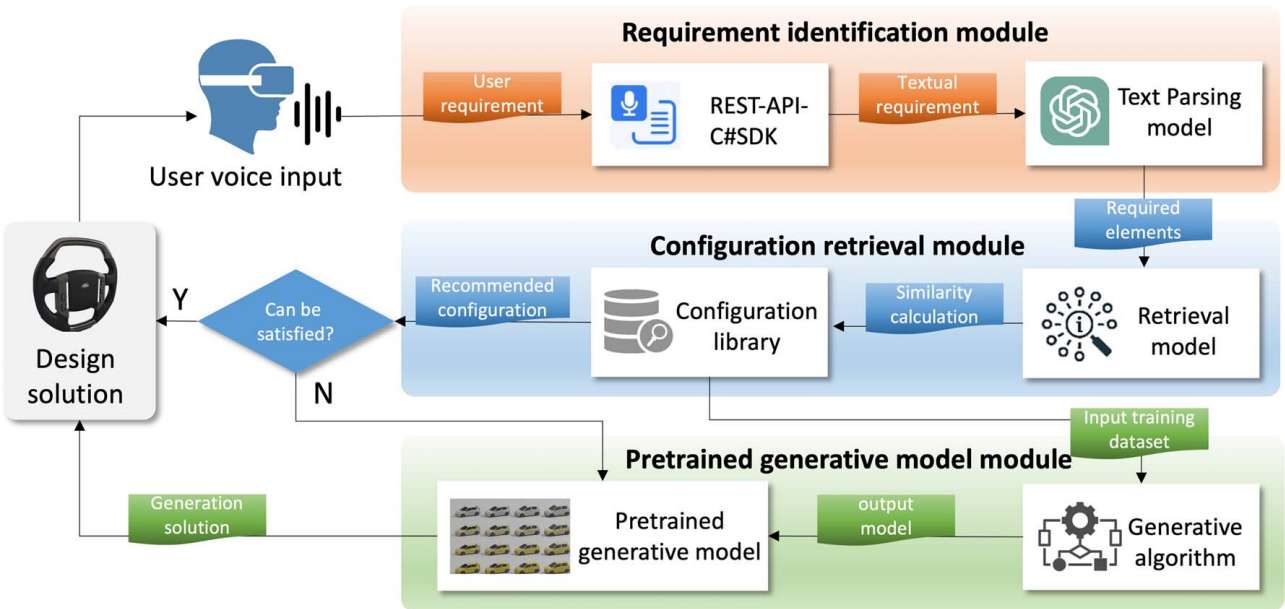 Requirement identification module
User
requirement
REST-API-
C#SDK
Textual
requirement
Text Parsing
model
User voice input
Required
elements
Configuration retrieval module
Recommended
configuration
Configuration
library
Similarity
calculation
Retrieval
model
Can be
satisfied?
Y
N
Design
solution
Input training
dataset
Pretrained generative model module
Generation
solution
Pretrained
generative model
output
model
Generative
algorithm